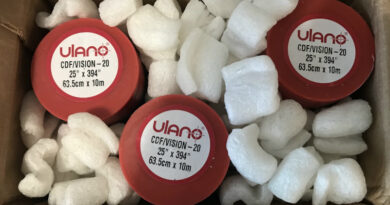 ulano
CDF/VISION-20
25" x 394"
63.5cm x 10m
ulano
CDF/VISION-20
25" x 394"
63.5cm x 10m
ulano
CDF/VISION-20
25" x 394"
63.5cm x 10m